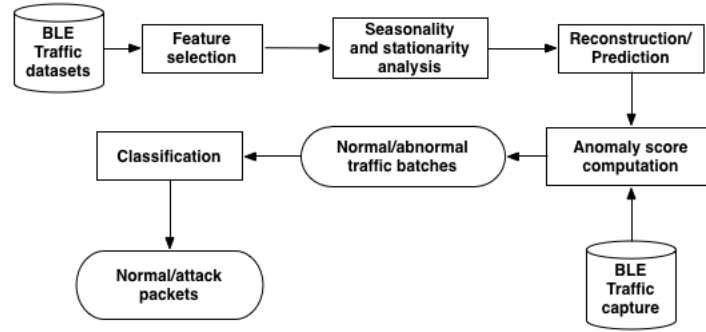 BLE
Traffic
datasets
Feature
selection
Seasonality
and stationarity
analysis
Reconstruction/
Prediction
Classification
Normal/abnormal
traffic batches
Anomaly score
computation
Normal/attack
packets
BLE
Traffic
capture